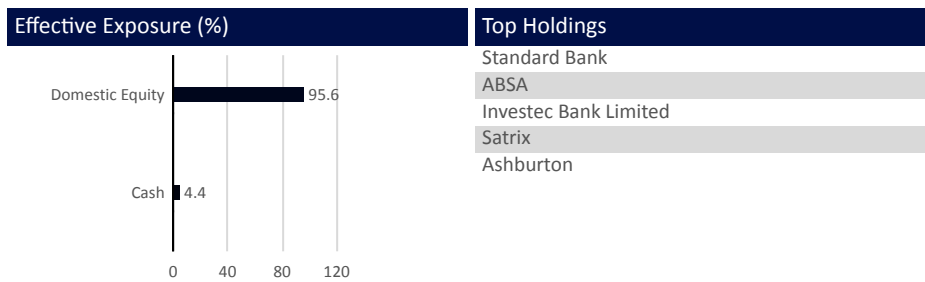 Effective Exposure (%)
Domestic Equity 95.6
Cash 4.4
0 40 80 120
Top Holdings
Standard Bank
ABSA
Investec Bank Limited
Satrix
Ashburton